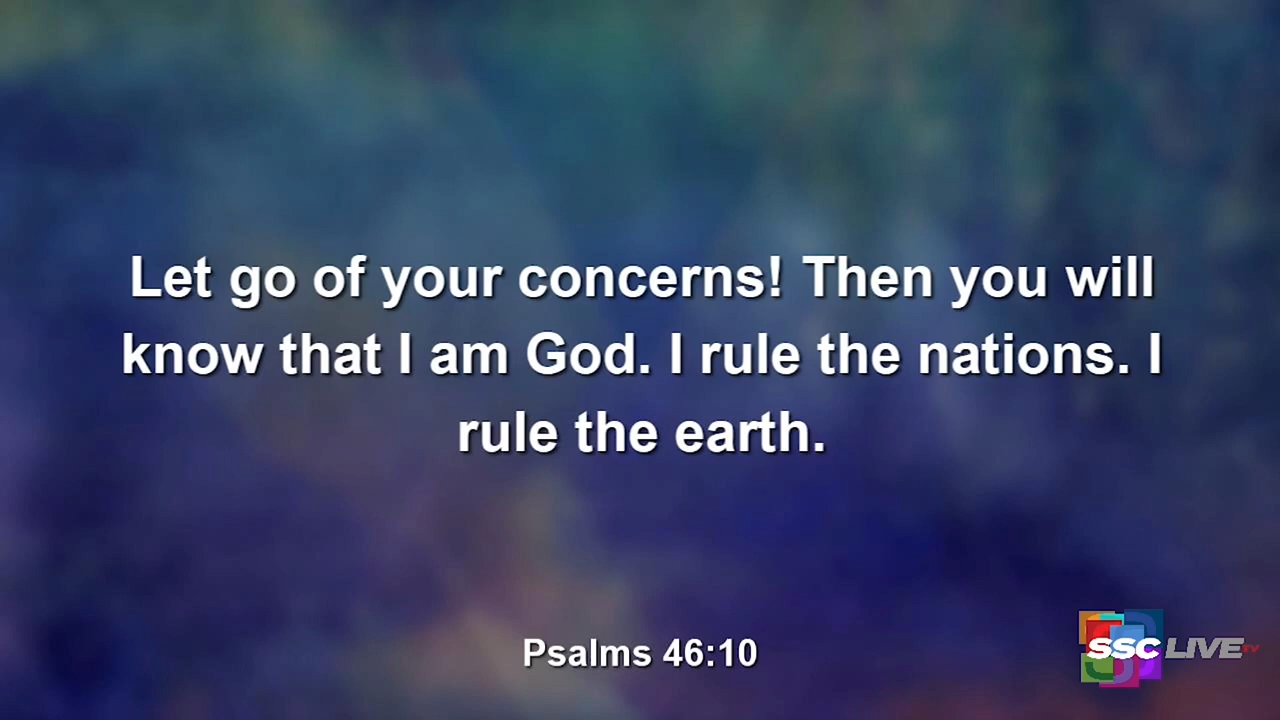 Let go of your concerns! Then you will
know that I am God. I rule the nations. I
rule the earth.
Psalms 46:10
SSC LIVE TV